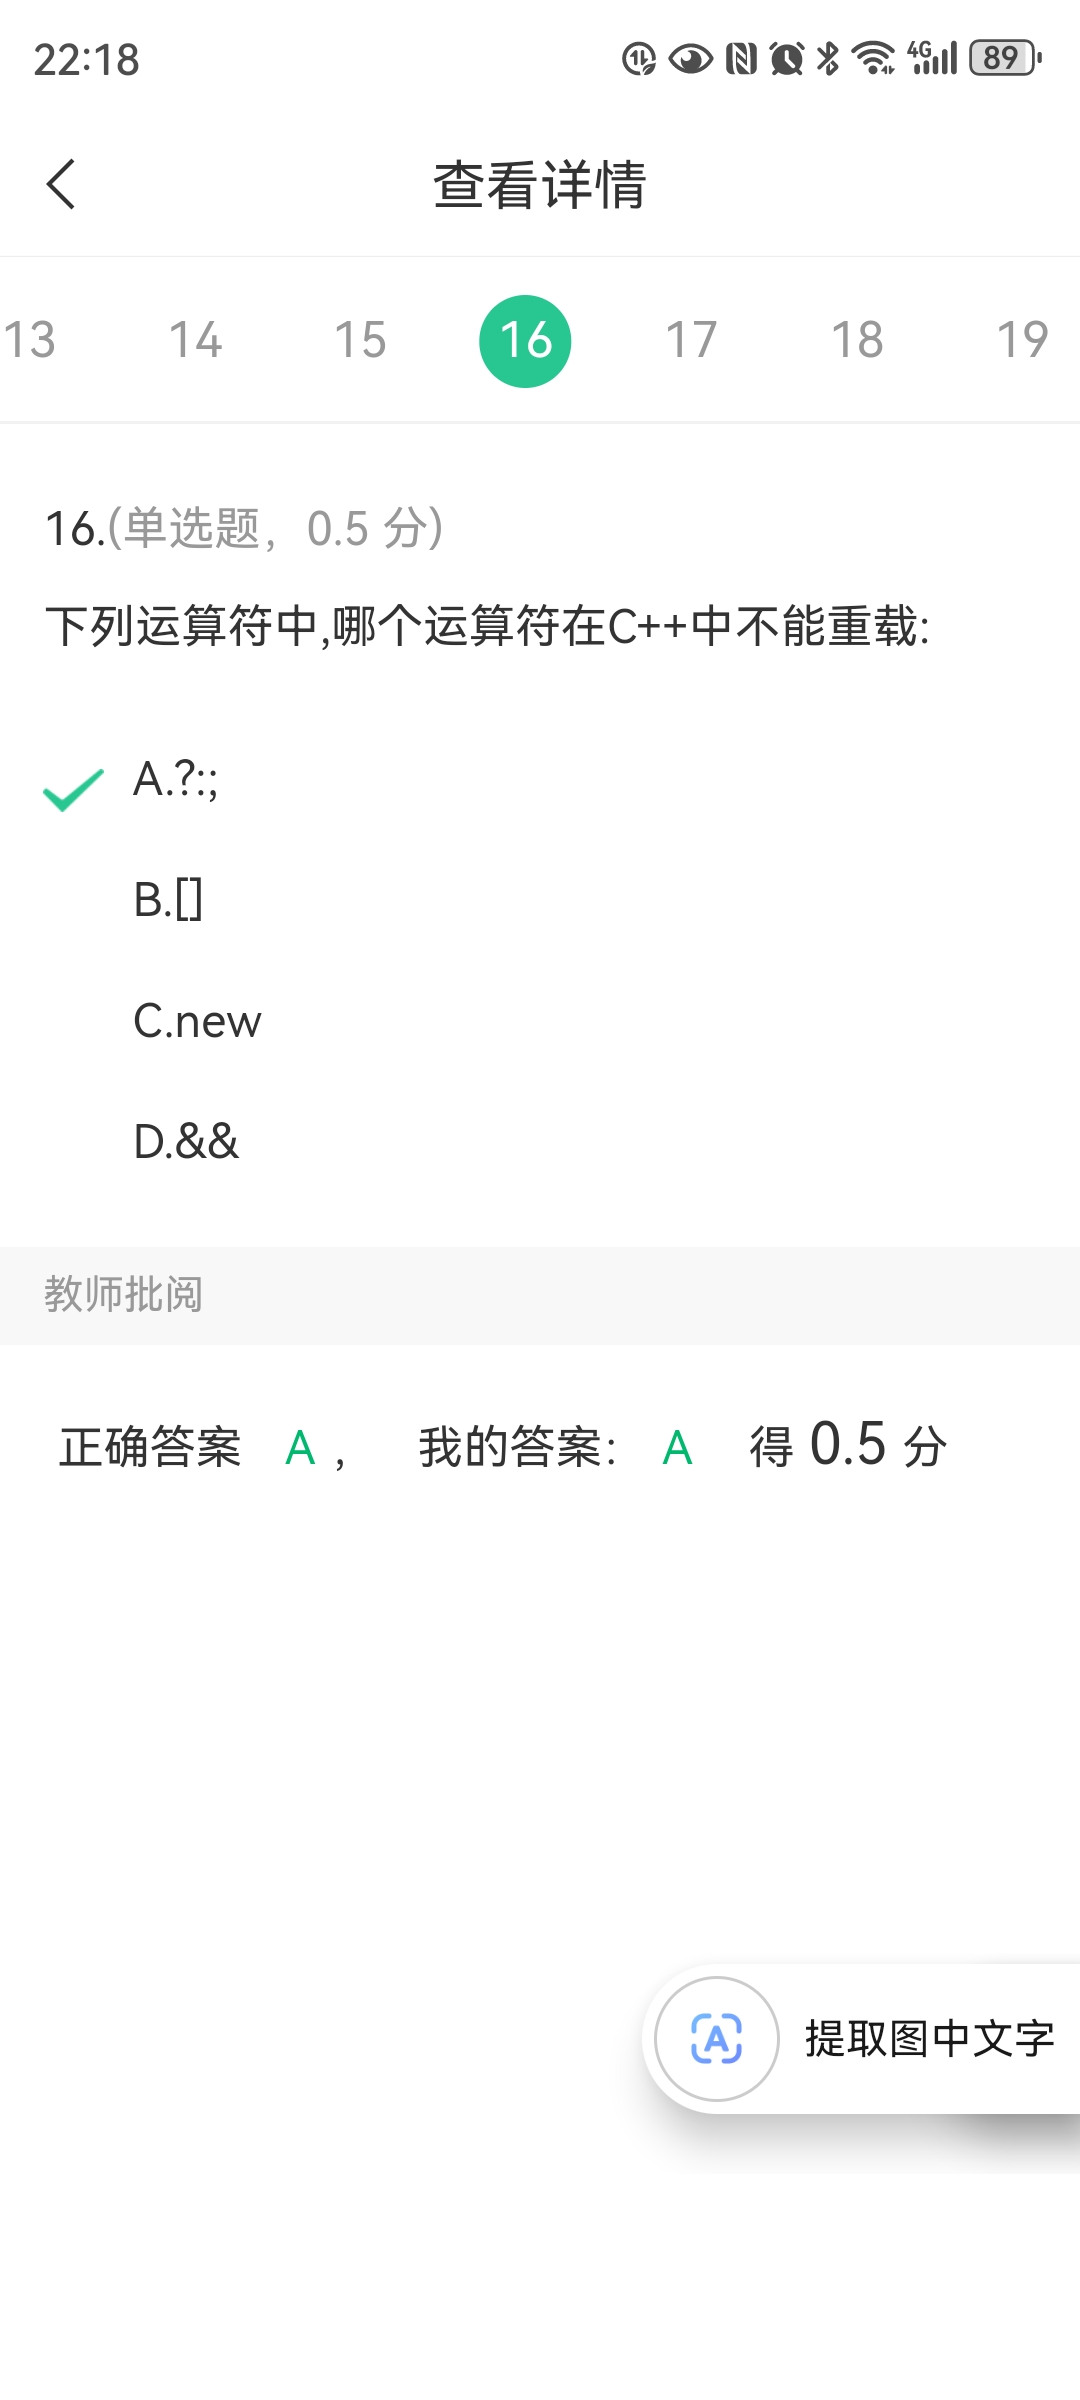 22:18
4G 89
查看详情
13 14 15 16 17 18 19
16.(单选题，0.5 分)
下列运算符中,哪个运算符在C++中不能重载:
A.?:;
B.[]
C.new
D.&&
教师批阅
正确答案 A ， 我的答案： A 得 0.5 分
A 提取图中文字